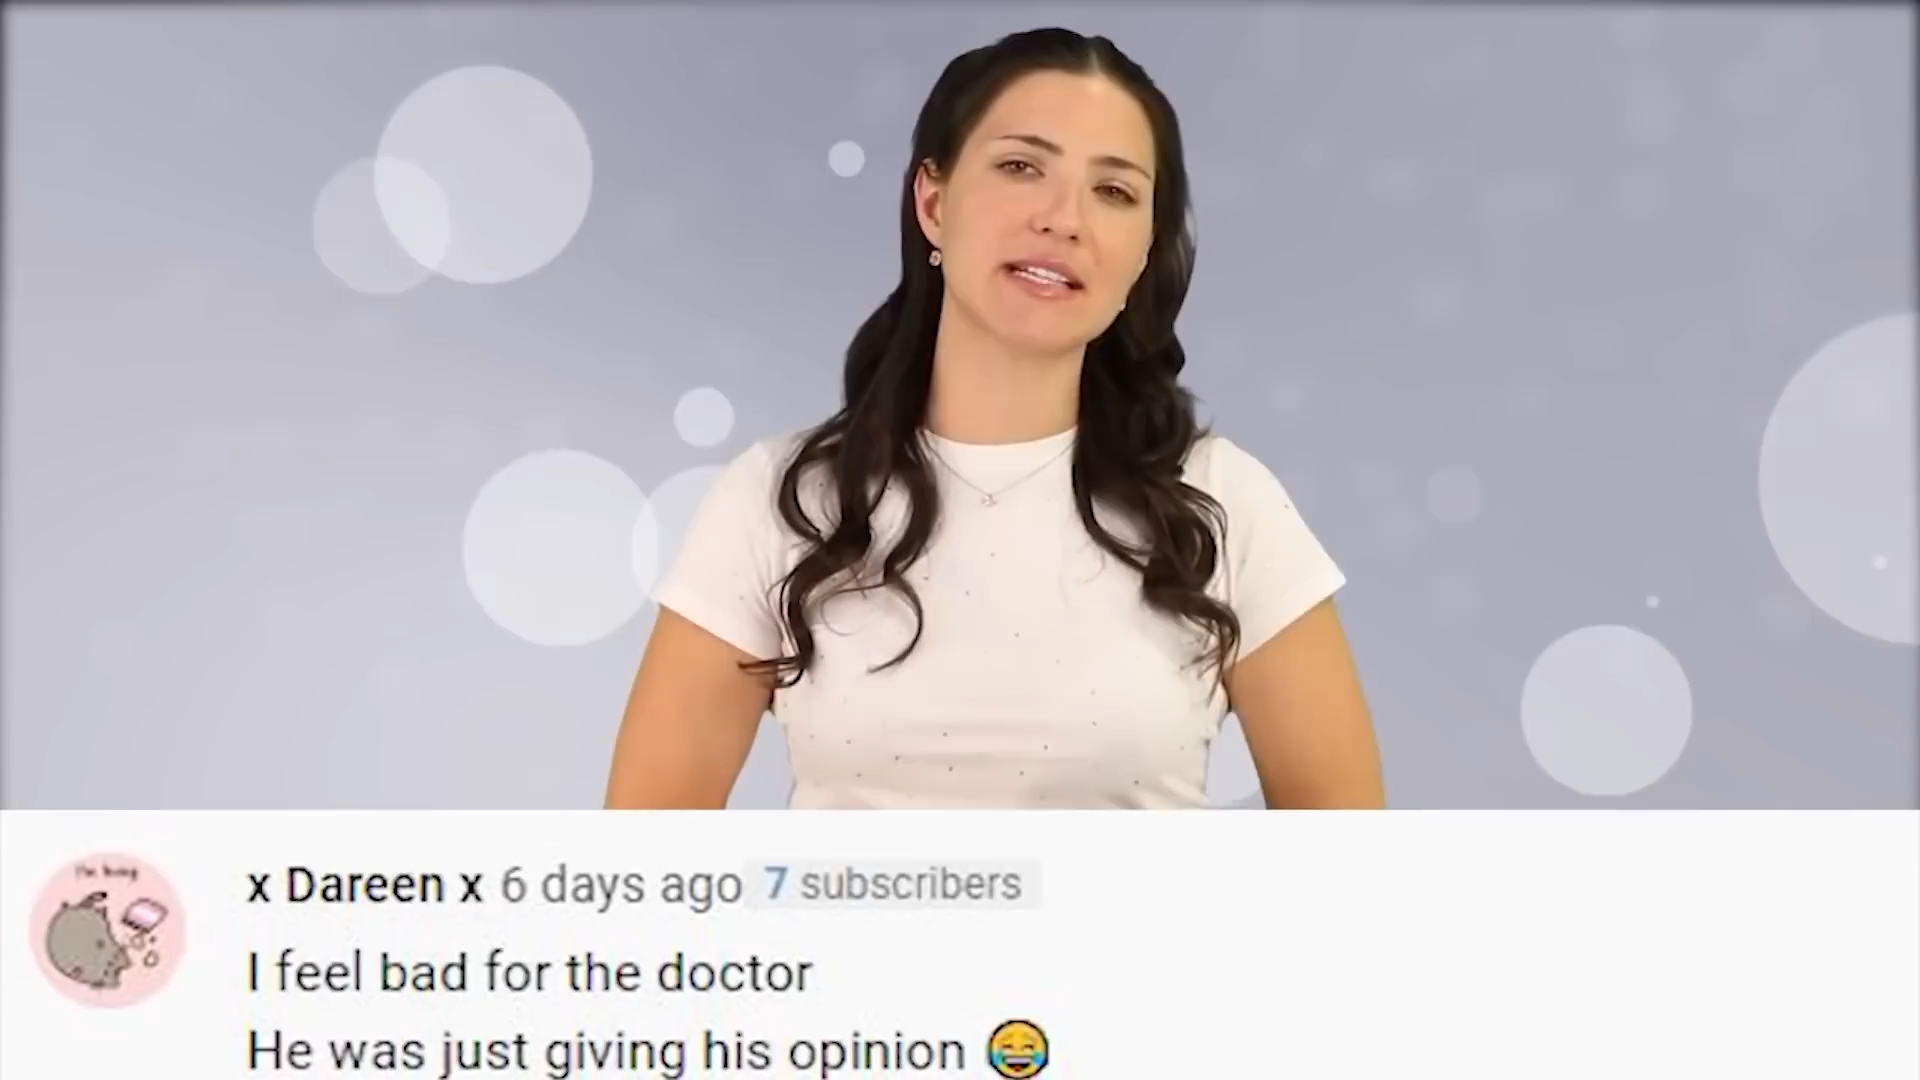 x Dareen x 6 days ago 7 subscribers
I feel bad for the doctor
He was just giving his opinion 😂